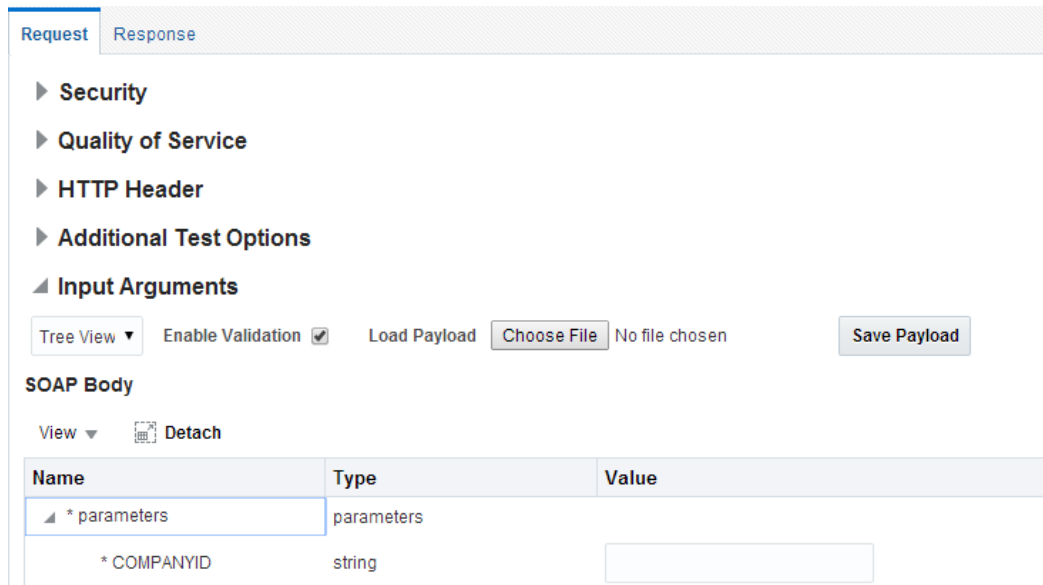 Request Response
Security
Quality of Service
HTTP Header
Additional Test Options
Input Arguments
Tree View Enable Validation Load Payload Choose File No file chosen Save Payload
SOAP Body
View Detach
Name Type Value
* parameters parameters
* COMPANYID string